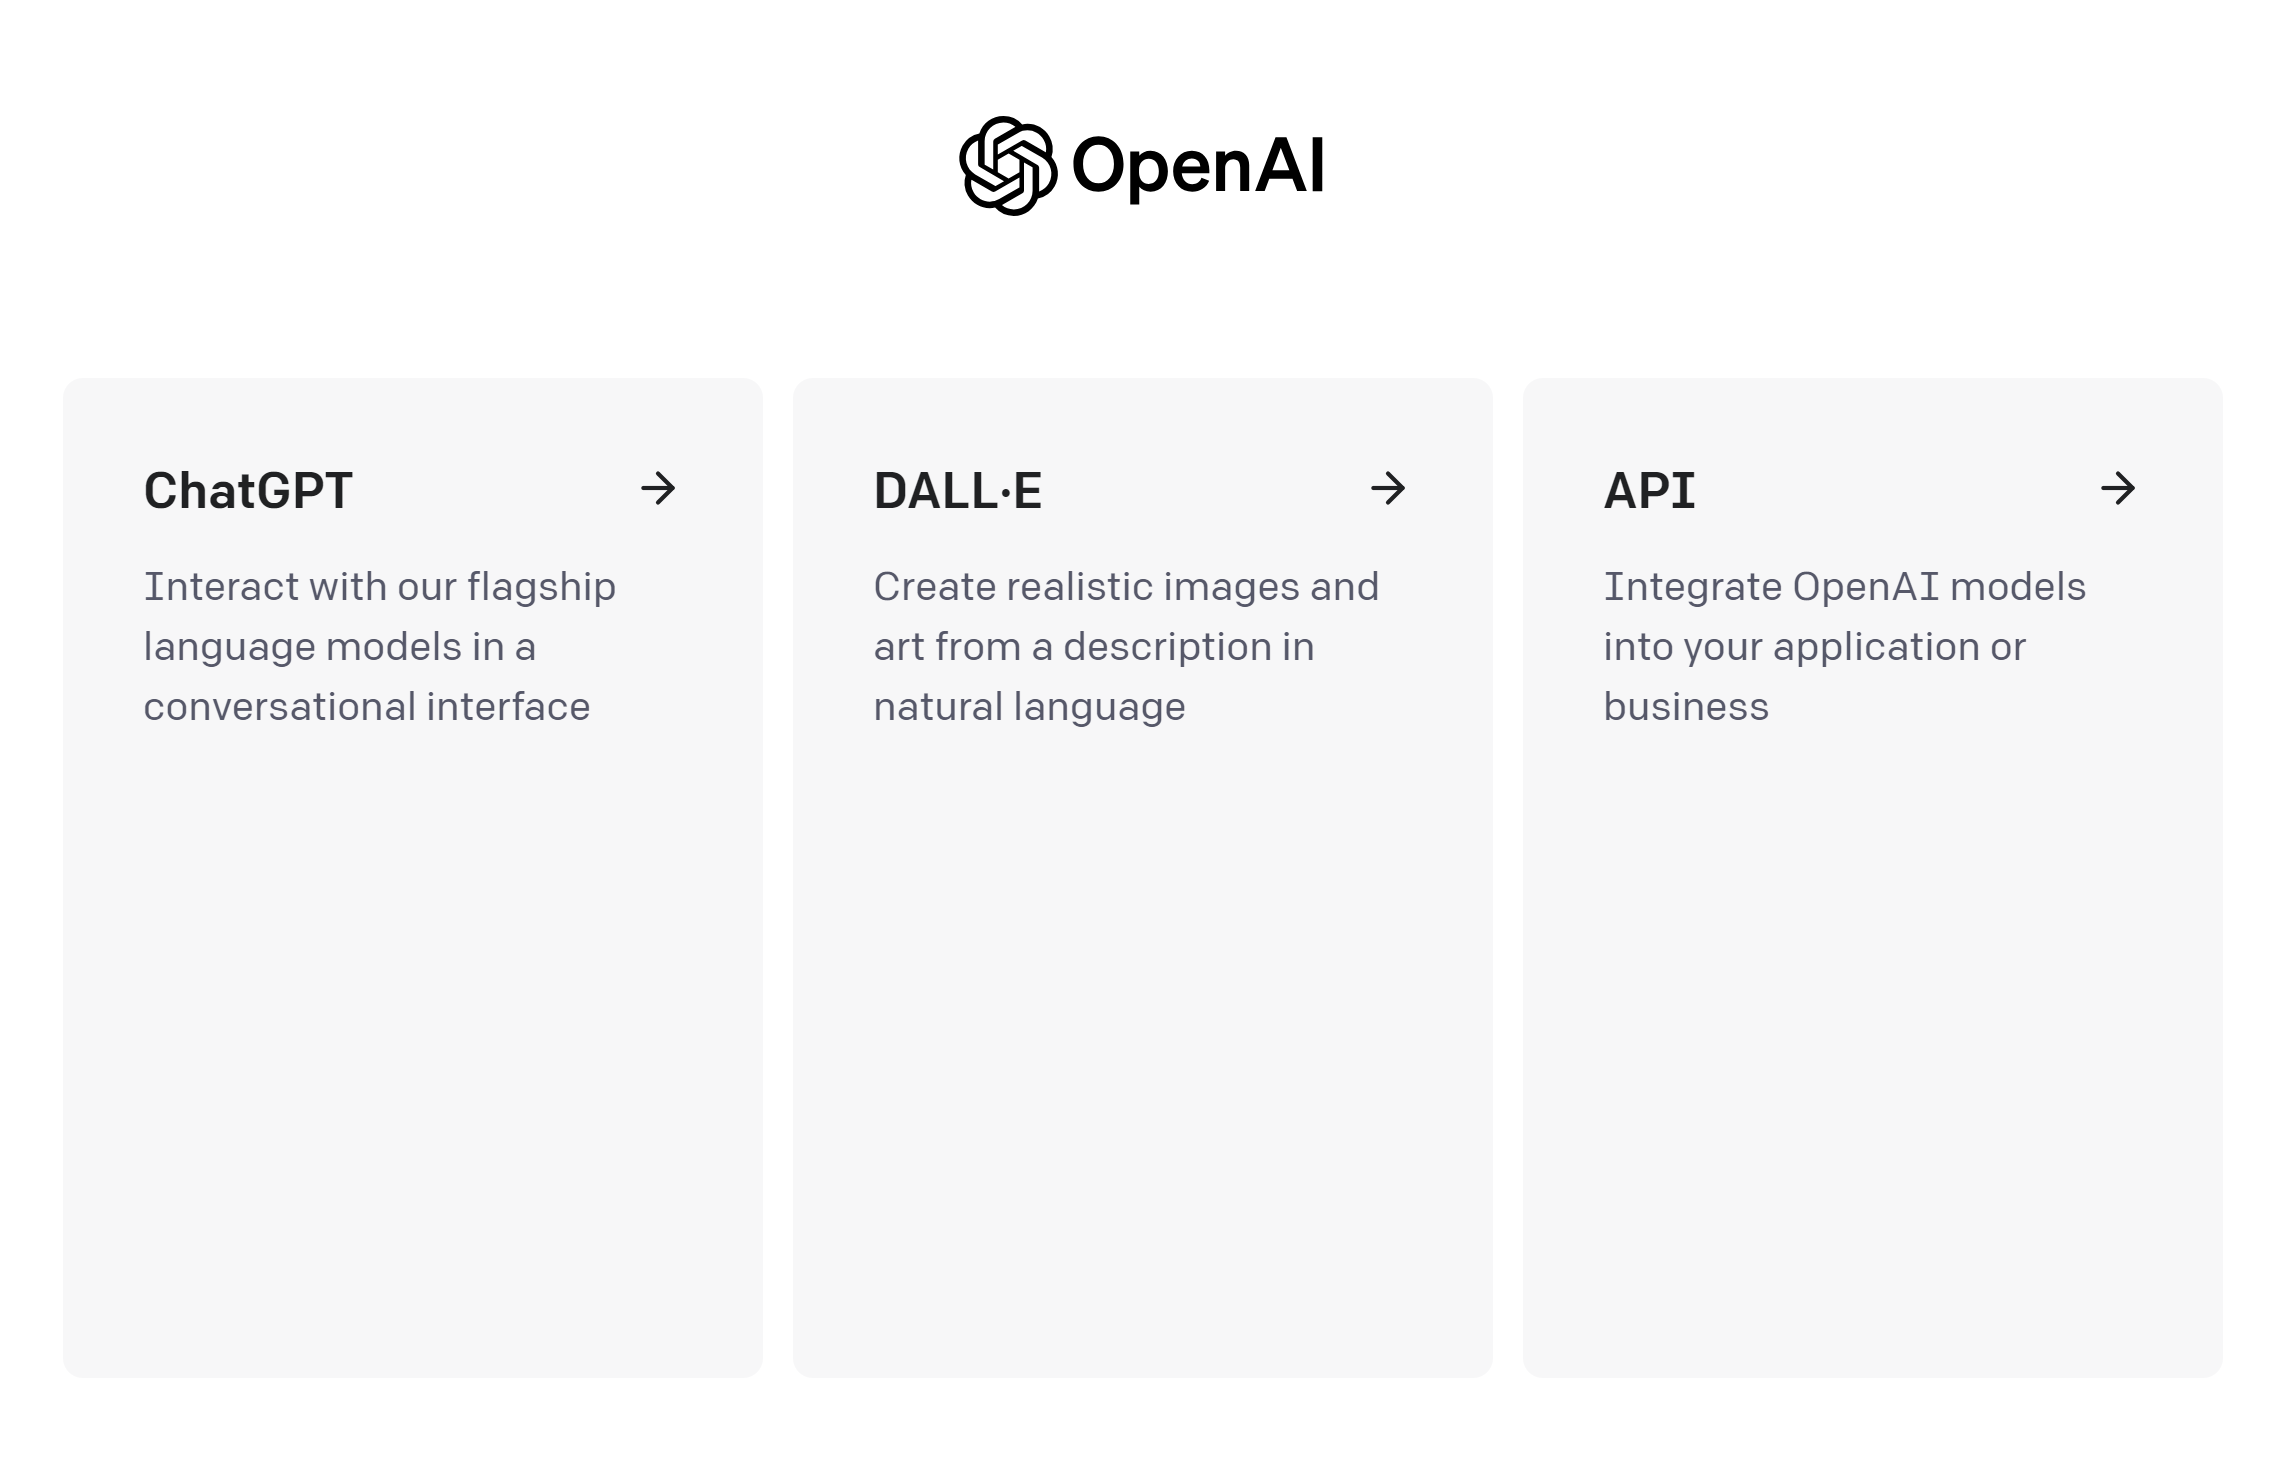 OpenAI
ChatGPT
Interact with our flagship
language models in a
conversational interface
DALL·E
Create realistic images and
art from a description in
natural language
API
Integrate OpenAI models
into your application or
business